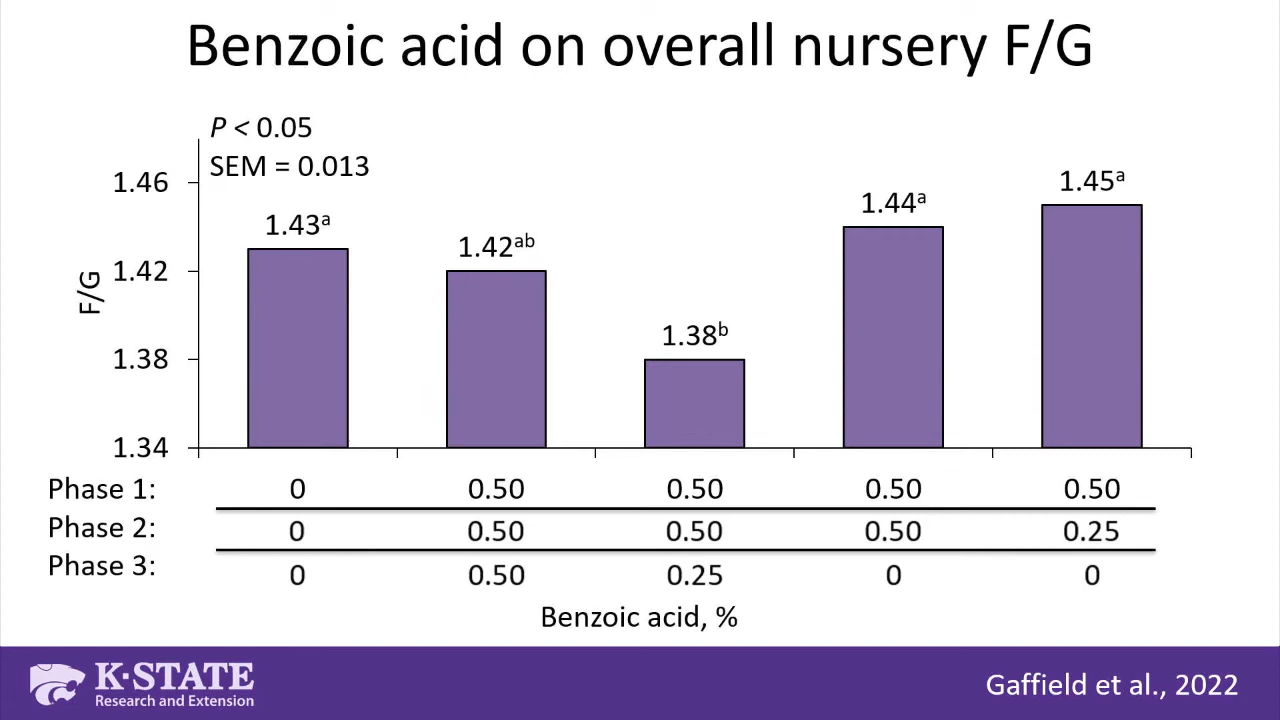 Benzoic acid on overall nursery F/G
P < 0.05
SEM = 0.013
F/G
1.46
1.42
1.38
1.34
1.43ᵃ
1.42ᵃᵇ
1.38ᵇ
1.44ᵃ
1.45ᵃ
Phase 1: 0 0.50 0.50 0.50 0.50
Phase 2: 0 0.50 0.50 0.50 0.25
Phase 3: 0 0.50 0.25 0 0
Benzoic acid, %
K-STATE
Research and Extension
Gaffield et al., 2022